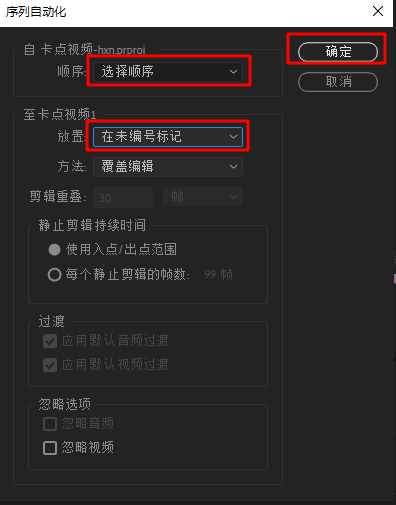 序列自动化
自 卡点视频-hxn.prproj
确定
顺序: 选择顺序
取消
至卡点视频1
放置: 在未编号标记
方法: 覆盖编辑
剪辑重叠: 30 帧
静止剪辑持续时间
使用入点/出点范围
每个静止剪辑的帧数: 99 帧
过渡
应用默认音频过渡
应用默认视频过渡
忽略选项
忽略音频
忽略视频